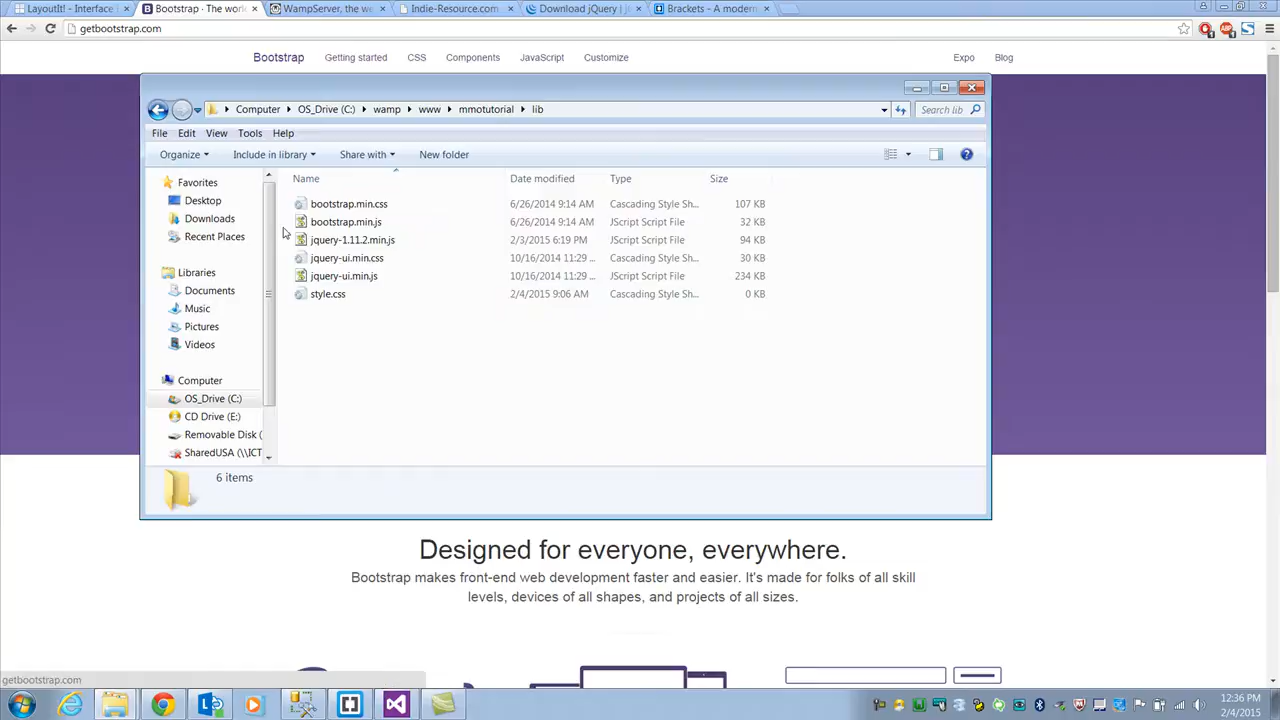 LayoutIt! - Interface
Bootstrap · The worl
WampServer, the we
Indie-Resource.com
Download jQuery | j
Brackets - A modern
getbootstrap.com
Bootstrap
Getting started
CSS
Components
JavaScript
Customize
Expo
Blog
Computer
OS_Drive (C:)
wamp
www
mmotutorial
lib
Search lib
File
Edit
View
Tools
Help
Organize
Include in library
Share with
New folder
Name
Date modified
Type
Size
Favorites
Desktop
Downloads
Recent Places
Libraries
Documents
Music
Pictures
Videos
Computer
OS_Drive (C:)
CD Drive (E:)
Removable Disk (
SharedUSA (\\ICT
bootstrap.min.css 6/26/2014 9:14 AM Cascading Style Sh... 107 KB
bootstrap.min.js 6/26/2014 9:14 AM JScript Script File 32 KB
jquery-1.11.2.min.js 2/3/2015 6:19 PM JScript Script File 94 KB
jquery-ui.min.css 10/16/2014 11:29 ... Cascading Style Sh... 30 KB
jquery-ui.min.js 10/16/2014 11:29 ... JScript Script File 234 KB
style.css 2/4/2015 9:06 AM Cascading Style Sh... 0 KB
6 items
Designed for everyone, everywhere.
Bootstrap makes front-end web development faster and easier. It's made for folks of all skill
levels, devices of all shapes, and projects of all sizes.
getbootstrap.com
12:36 PM
2/4/2015